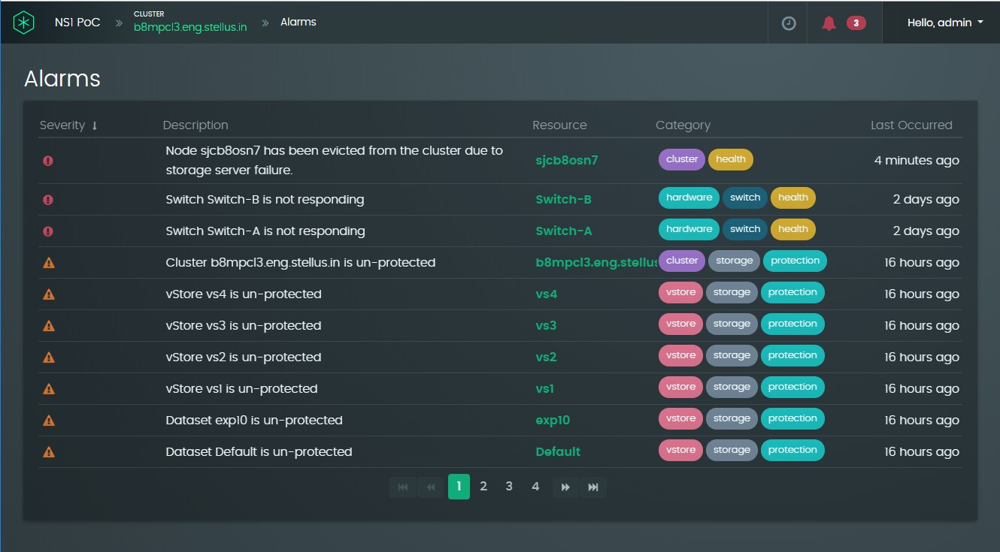 NS1 PoC » CLUSTER b8mpcl3.eng.stellus.in » Alarms 3 Hello, admin
Alarms
Severity ↓ Description Resource Category Last Occurred
Node sjcb8osn7 has been evicted from the cluster due to
storage server failure. sjcb8osn7 cluster health 4 minutes ago
Switch Switch-B is not responding Switch-B hardware switch health 2 days ago
Switch Switch-A is not responding Switch-A hardware switch health 2 days ago
Cluster b8mpcl3.eng.stellus.in is un-protected b8mpcl3.eng.stellus cluster storage protection 16 hours ago
vStore vs4 is un-protected vs4 vstore storage protection 16 hours ago
vStore vs3 is un-protected vs3 vstore storage protection 16 hours ago
vStore vs2 is un-protected vs2 vstore storage protection 16 hours ago
vStore vs1 is un-protected vs1 vstore storage protection 16 hours ago
Dataset exp10 is un-protected exp10 vstore storage protection 16 hours ago
Dataset Default is un-protected Default vstore storage protection 16 hours ago
1 2 3 4